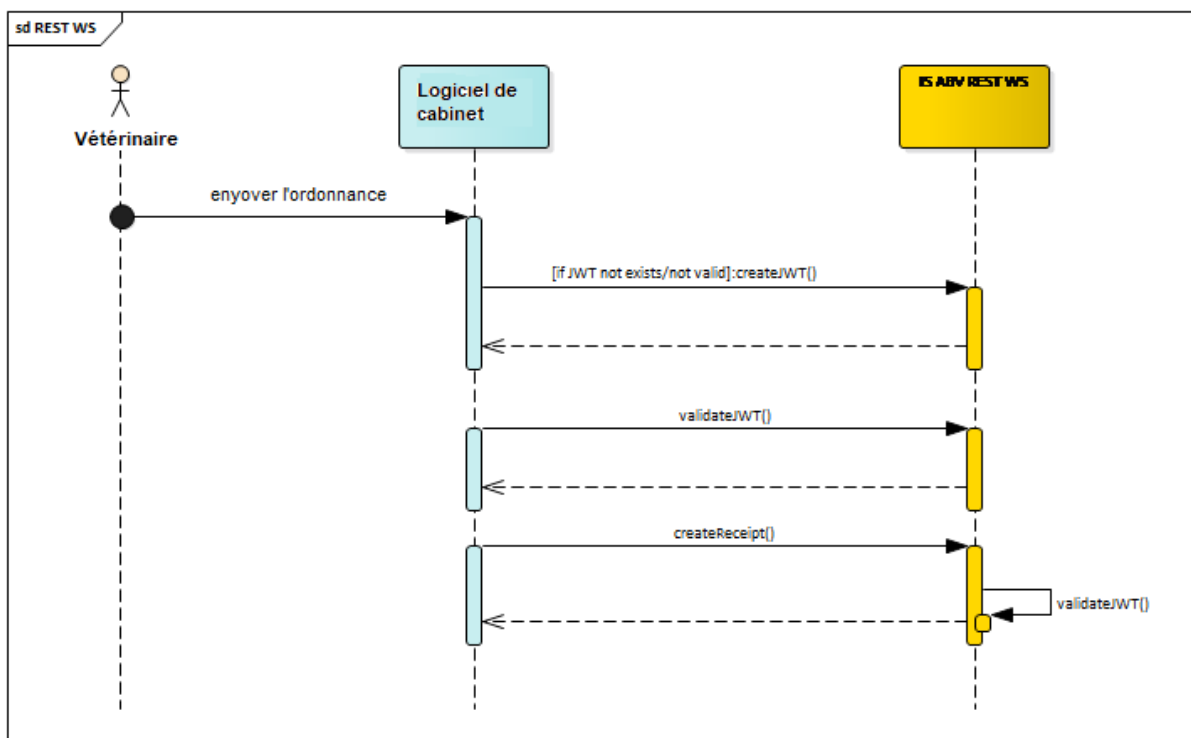 sd REST WS
Vétérinaire
Logiciel de
cabinet
IS ABV REST WS
enyover l'ordonnance
[if JWT not exists/not valid]:createJWT()
validateJWT()
createReceipt()
validateJWT()